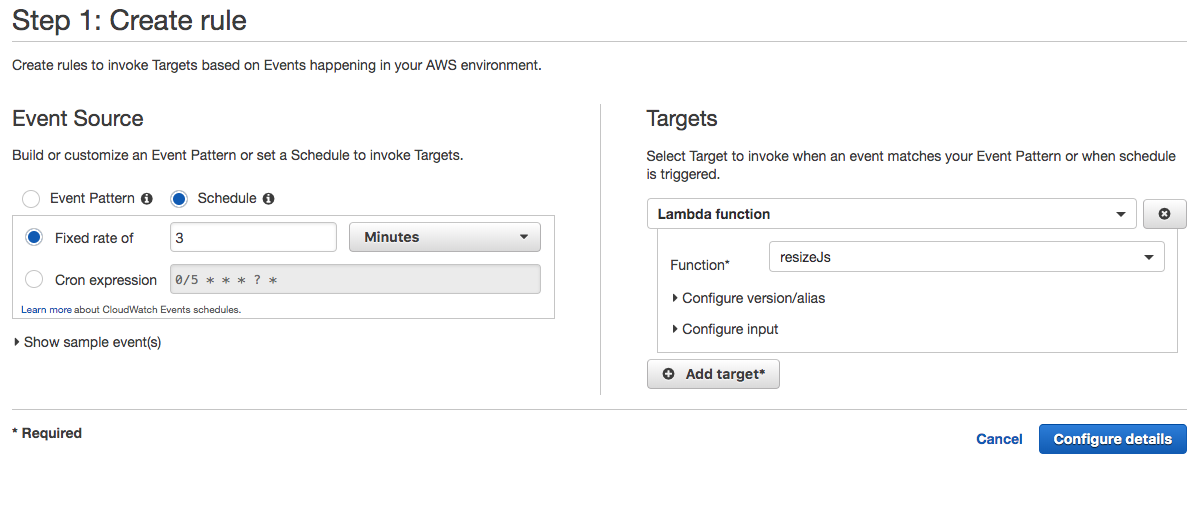 Step 1: Create rule
Create rules to invoke Targets based on Events happening in your AWS environment.
Event Source
Build or customize an Event Pattern or set a Schedule to invoke Targets.
Event Pattern
Schedule
Fixed rate of
3
Minutes
Cron expression
0/5 * * * ? *
Learn more about CloudWatch Events schedules.
Show sample event(s)
Targets
Select Target to invoke when an event matches your Event Pattern or when schedule
is triggered.
Lambda function
Function*
resizeJs
Configure version/alias
Configure input
Add target*
* Required
Cancel
Configure details